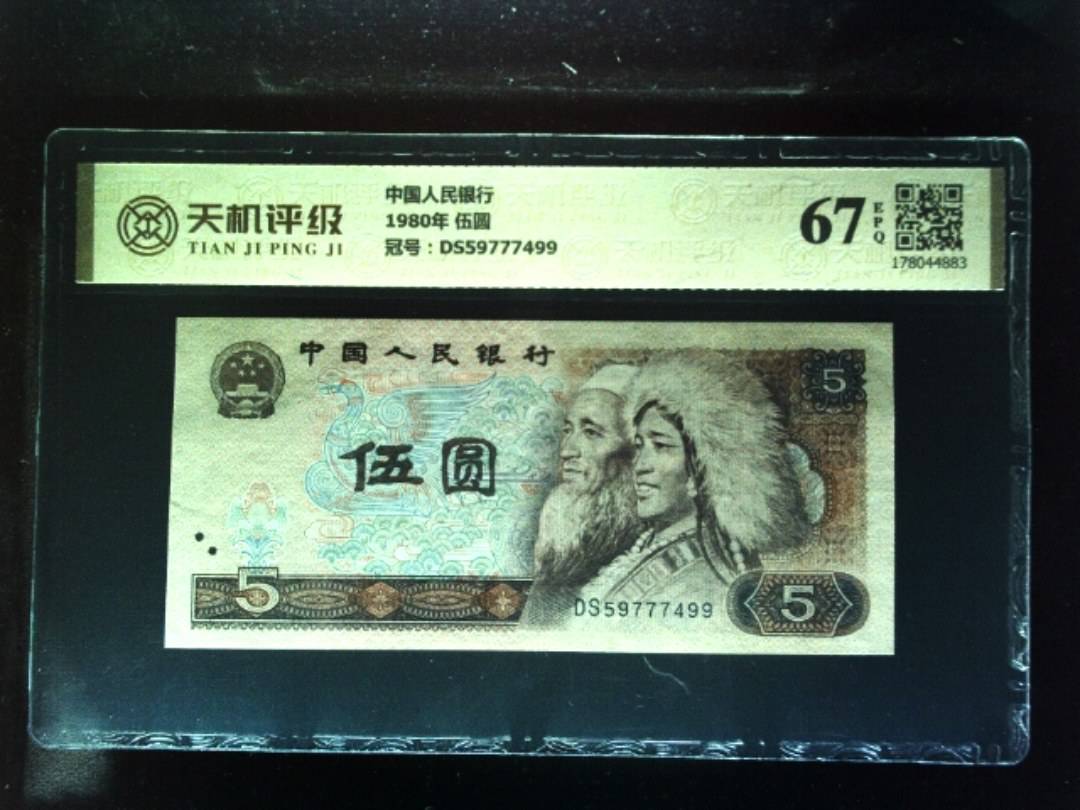 天机评级
TIAN JI PING JI
中国人民银行
1980年 伍圆
冠号：DS59777499
67
EPQ
178044883
中国人民银行
5
伍圆
5
DS59777499
5